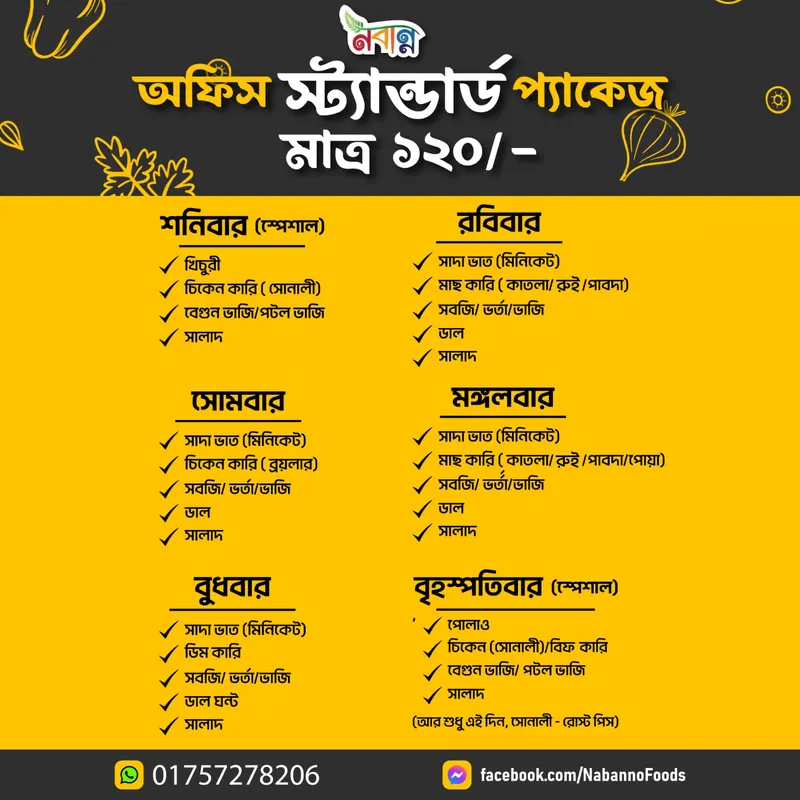 নবান্ন
অফিস স্ট্যান্ডার্ড প্যাকেজ
মাত্র ১২০/-
শনিবার (স্পেশাল)
খিচুরী
চিকেন কারি ( সোনালী)
বেগুন ভাজি/পটল ভাজি
সালাদ
রবিবার
সাদা ভাত (মিনিকেট)
মাছ কারি ( কাতলা/ রুই /পাবদা)
সবজি/ ভর্তা/ভাজি
ডাল
সালাদ
সোমবার
সাদা ভাত (মিনিকেট)
চিকেন কারি ( ব্রয়লার)
সবজি/ ভর্তা/ভাজি
ডাল
সালাদ
মঙ্গলবার
সাদা ভাত (মিনিকেট)
মাছ কারি ( কাতলা/ রুই /পাবদা/পোয়া)
সবজি/ ভর্তা/ভাজি
ডাল
সালাদ
বুধবার
সাদা ভাত (মিনিকেট)
ডিম কারি
সবজি/ ভর্তা/ভাজি
ডাল ঘন্ট
সালাদ
বৃহস্পতিবার (স্পেশাল)
পোলাও
চিকেন (সোনালী)/বিফ কারি
বেগুন ভাজি/ পটল ভাজি
সালাদ
(আর শুধু এই দিন, সোনালী - রোস্ট পিস)
01757278206
facebook.com/NabannoFoods